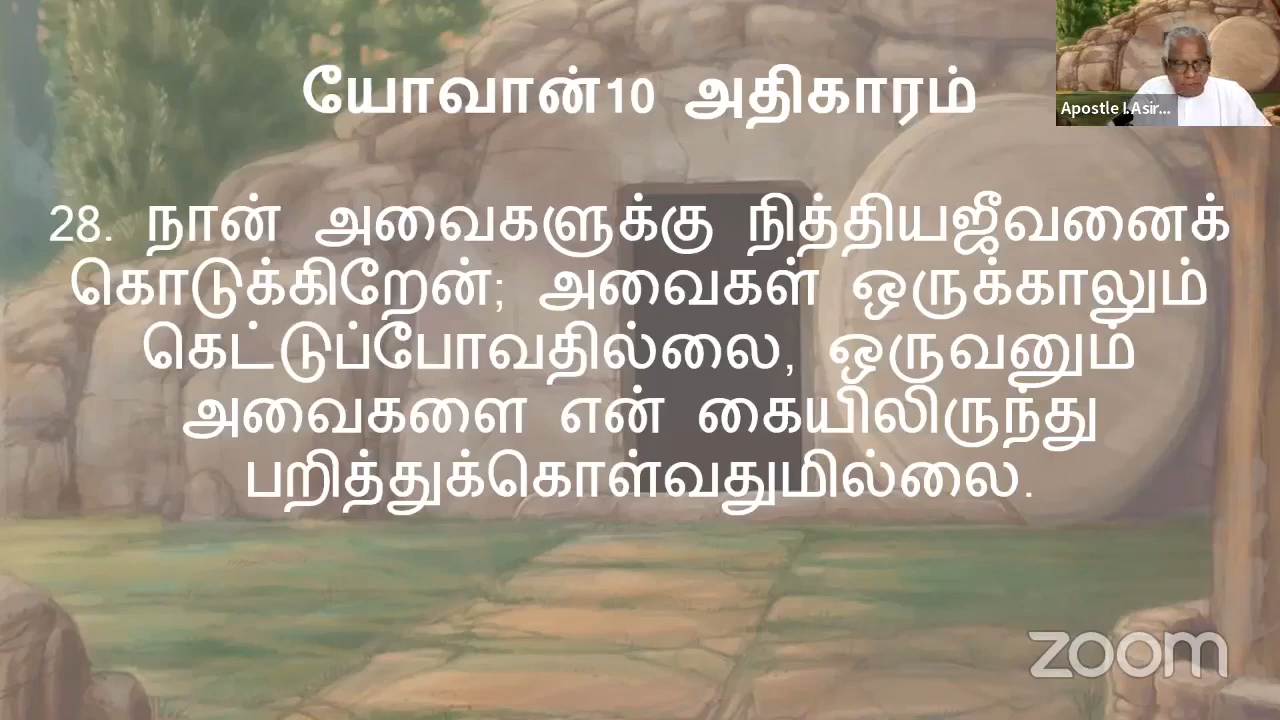 யோவான்10 அதிகாரம்
Apostle I.Asir...
28. நான் அவைகளுக்கு நித்தியஜீவனைக்
கொடுக்கிறேன்; அவைகள் ஒருக்காலும்
கெட்டுப்போவதில்லை, ஒருவனும்
அவைகளை என் கையிலிருந்து
பறித்துக்கொள்வதுமில்லை.
zoom